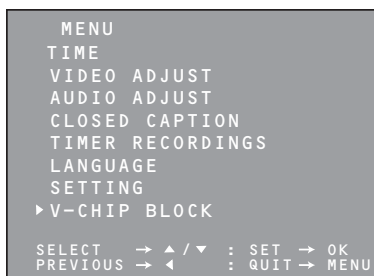 MENU
TIME
VIDEO ADJUST
AUDIO ADJUST
CLOSED CAPTION
TIMER RECORDINGS
LANGUAGE
SETTING
▶V–CHIP BLOCK
SELECT → ▲/▼ : SET → OK
PREVIOUS → ◀ : QUIT → MENU